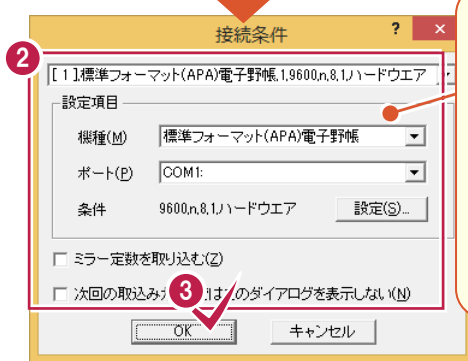 接続条件 ? ×
2
[ 1 ]標準フォーマット(APA)電子野帳,1,9600,n,8,1,ハードウエア
設定項目
機種(M) 標準フォーマット(APA)電子野帳
ポート(P) COM1:
条件 9600,n,8,1,ハードウエア 設定(S)...
ミラー定数を取り込む(Z)
次回の取込み 3 のダイアログを表示しない(N)
OK キャンセル